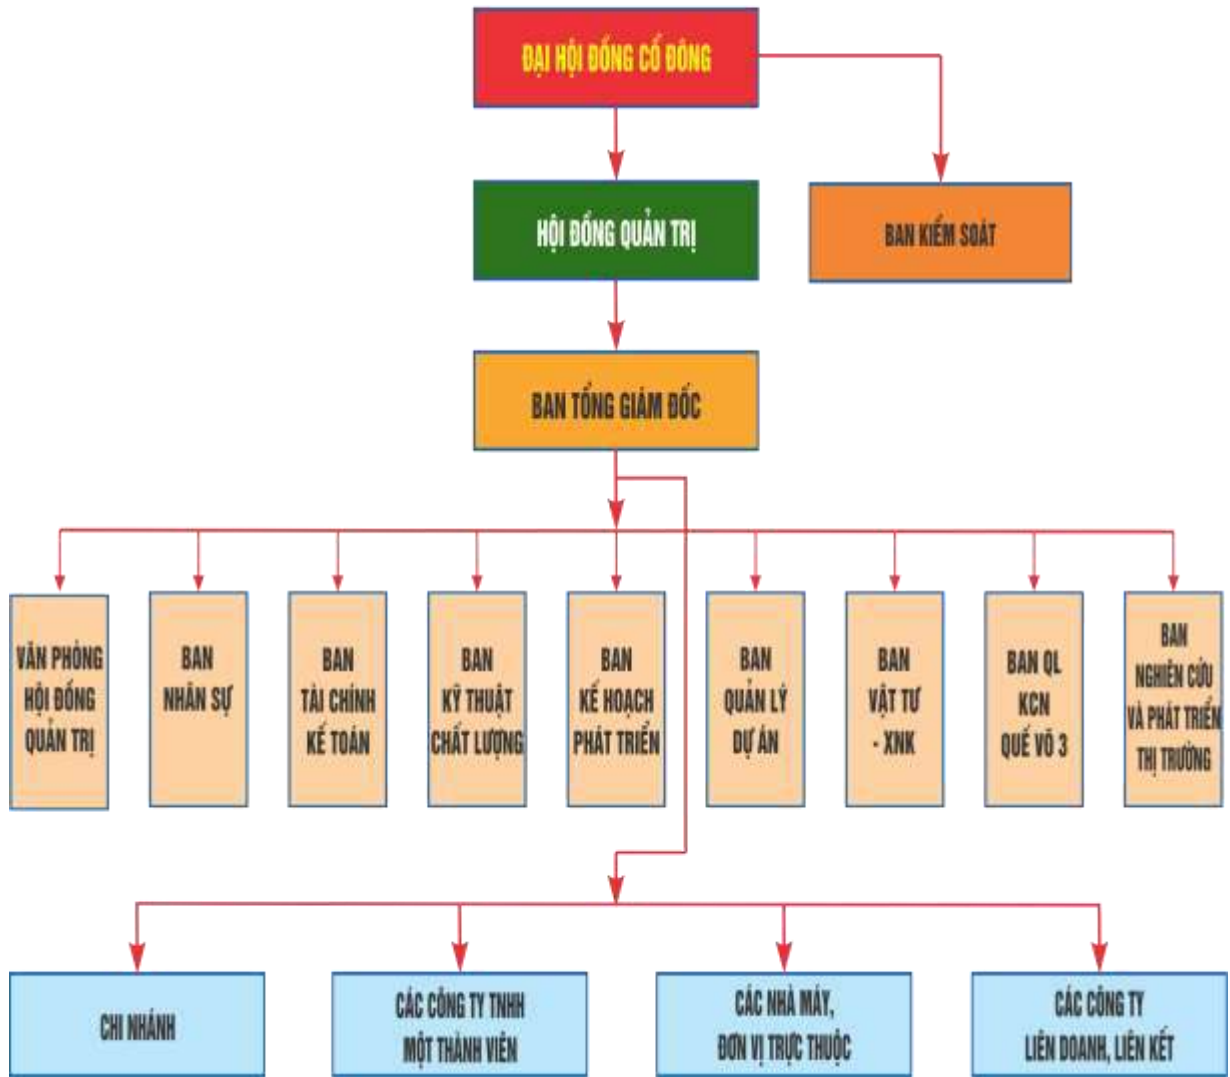 ĐẠI HỘI ĐỒNG CỔ ĐÔNG
HỘI ĐỒNG QUẢN TRỊ
BAN KIỂM SOÁT
BAN TỔNG GIÁM ĐỐC
VĂN PHÒNG
HỘI ĐỒNG
QUẢN TRỊ
BAN
NHÂN SỰ
BAN
TÀI CHÍNH
KẾ TOÁN
BAN
KỸ THUẬT
CHẤT LƯỢNG
BAN
KẾ HOẠCH
PHÁT TRIỂN
BAN
QUẢN LÝ
DỰ ÁN
BAN
VẬT TƯ
- XNK
BAN QL
KCN
QUẾ VÕ 3
BAN
NGHIÊN CỨU
VÀ PHÁT TRIỂN
THỊ TRƯỜNG
CHI NHÁNH
CÁC CÔNG TY TNHH
MỘT THÀNH VIÊN
CÁC NHÀ MÁY,
ĐƠN VỊ TRỰC THUỘC
CÁC CÔNG TY
LIÊN DOANH, LIÊN KẾT